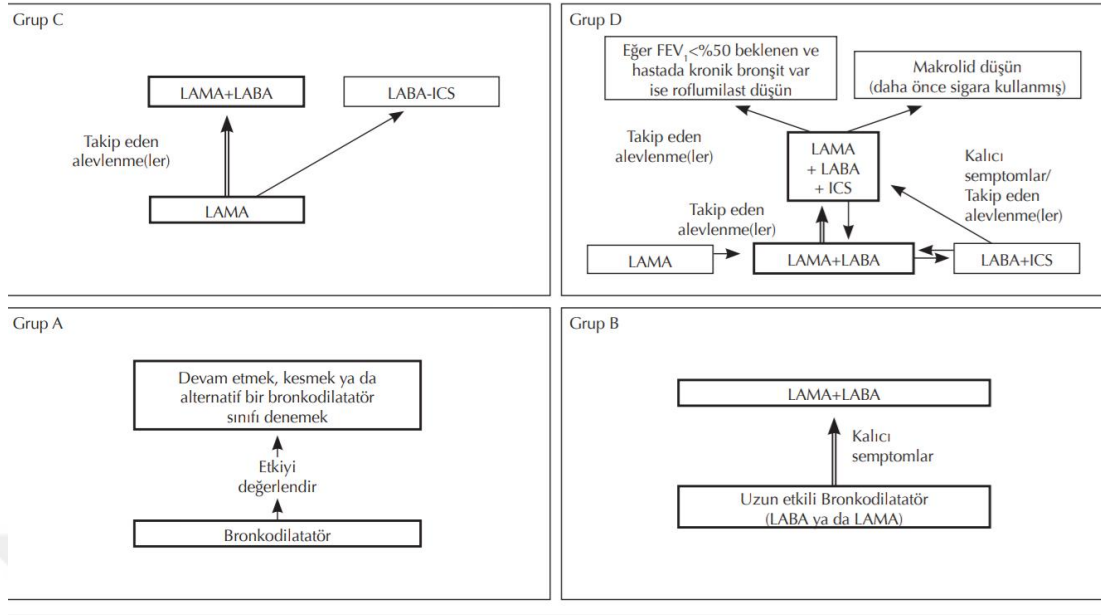 Grup C
LAMA+LABA
LABA-ICS
Takip eden
alevlenme(ler)
LAMA
Grup D
Eğer FEV₁<%50 beklenen ve
hastada kronik bronşit var
ise roflumilast düşün
Makrolid düşün
(daha önce sigara kullanmış)
Takip eden
alevlenme(ler)
LAMA
+ LABA
+ ICS
Kalıcı
semptomlar/
Takip eden
alevlenme(ler)
Takip eden
alevlenme(ler)
LAMA
LAMA+LABA
LABA+ICS
Grup A
Devam etmek, kesmek ya da
alternatif bir bronkodilatatör
sınıfı denemek
Etkiyi
değerlendir
Bronkodilatatör
Grup B
LAMA+LABA
Kalıcı
semptomlar
Uzun etkili Bronkodilatatör
(LABA ya da LAMA)